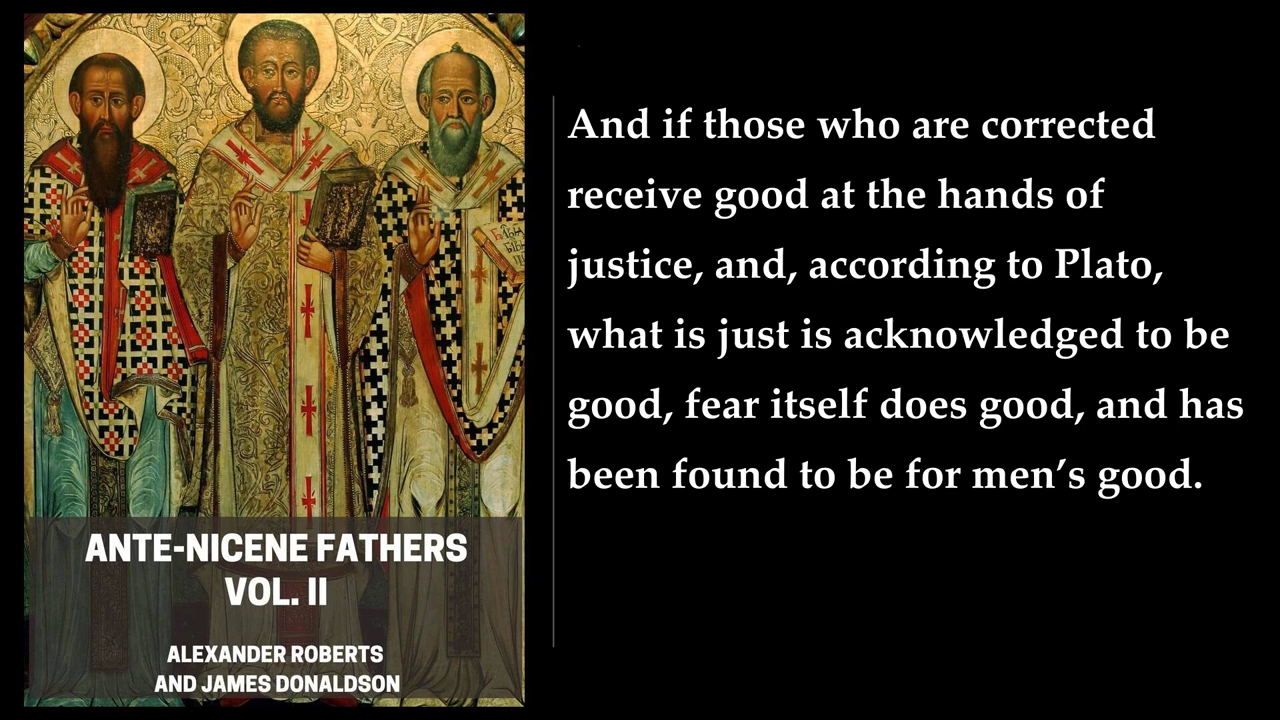 And if those who are corrected
receive good at the hands of
justice, and, according to Plato,
what is just is acknowledged to be
good, fear itself does good, and has
been found to be for men’s good.
ANTE-NICENE FATHERS
VOL. II
ALEXANDER ROBERTS
AND JAMES DONALDSON